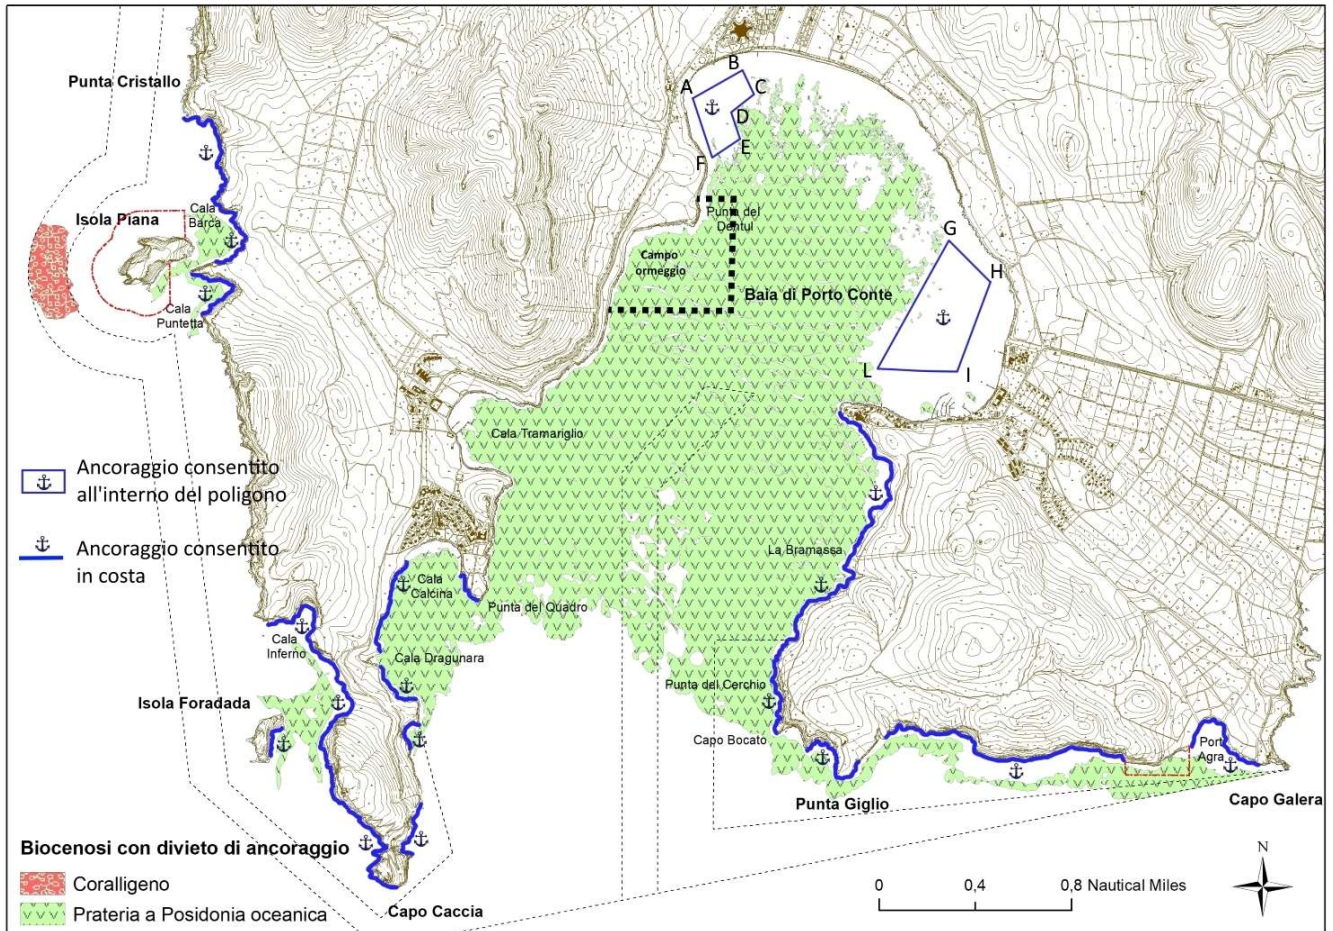 Punta Cristallo
B
A
C
D
E
F
Cala
Barca
Isola Piana
Punta del
Dentul
Campo
ormeggio
G
H
Baia di Porto Conte
Cala
Puntetta
L
I
Cala Tramariglio
Ancoraggio consentito
all'interno del poligono
Ancoraggio consentito
in costa
La Bramassa
Cala
Calcina
Punta del Quadro
Cala
Inferno
Cala Dragunara
Isola Foradada
Punta del Cerchio
Capo Bocato
Port
Agra
Punta Giglio
Capo Galera
Biocenosi con divieto di ancoraggio
Coralligeno
Prateria a Posidonia oceanica
Capo Caccia
0 0,4 0,8 Nautical Miles
N